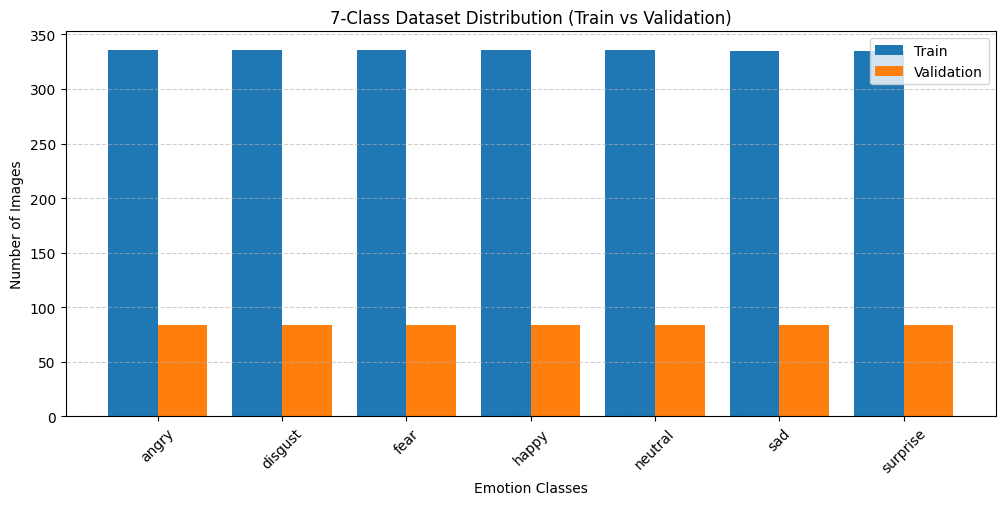 7-Class Dataset Distribution (Train vs Validation)
Train
Validation
Number of Images
350
300
250
200
150
100
50
0
angry
disgust
fear
happy
neutral
sad
surprise
Emotion Classes